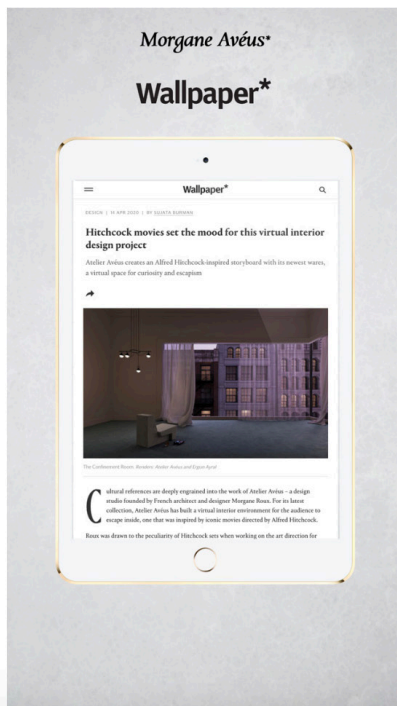 Morgane Avéus*
Wallpaper*
Wallpaper*
DESIGN | 15 APR 2020 | BY SUJATA BURMAN
Hitchcock movies set the mood for this virtual interior
design project
Atelier Avéus creates an Alfred Hitchcock-inspired storyboard with its newest wares,
a virtual space for curiosity and escapism
The Confinement Room. Renders: Atelier Avéus and
Cultural references are deeply engrained into the work of Atelier Avéus – a design
studio founded by French architect and designer Morgane Roux. For its latest
collection, Atelier Avéus has built a virtual interior environment for the audience to
escape inside, one that was inspired by iconic movies directed by Alfred Hitchcock.
Roux was drawn to the peculiarity of Hitchcock sets when working on the art direction for